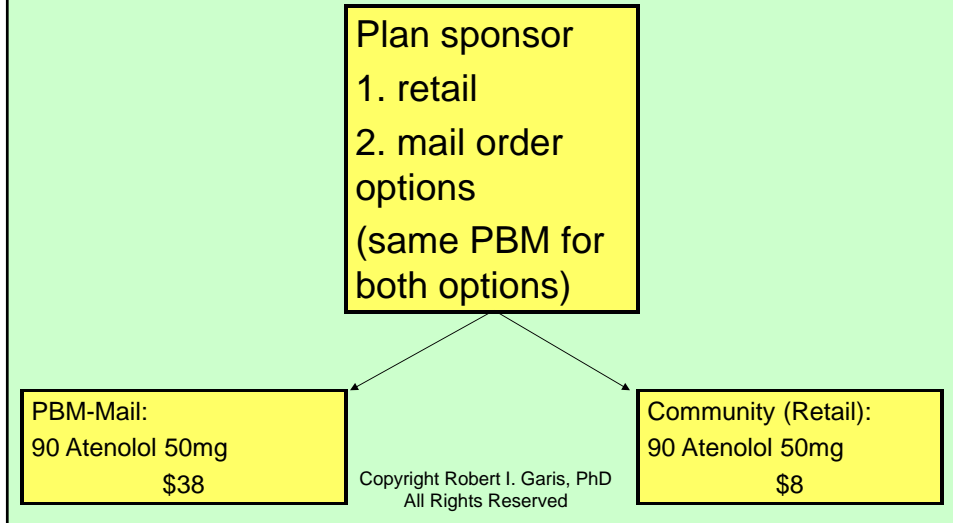 Plan sponsor
1. retail
2. mail order
options
(same PBM for
both options)
PBM-Mail:
90 Atenolol 50mg
$38
Copyright Robert I. Garis, PhD
All Rights Reserved
Community (Retail):
90 Atenolol 50mg
$8